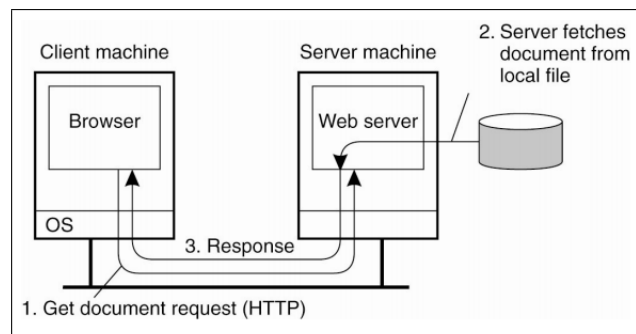 Client machine
Server machine
2. Server fetches
document from
local file
Browser
Web server
OS
3. Response
1. Get document request (HTTP)